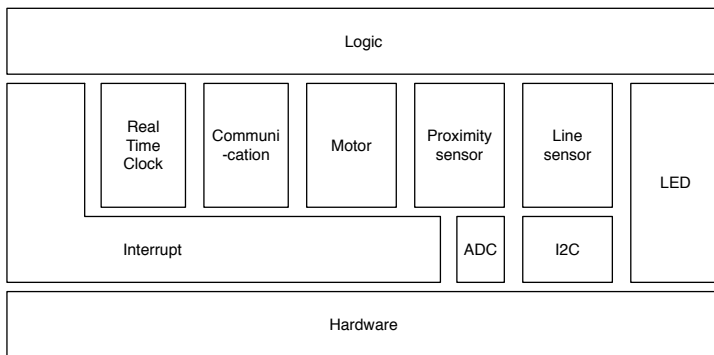 Logic
Real
Time
Clock
Communi
-cation
Motor
Proximity
sensor
Line
sensor
LED
Interrupt
ADC
I2C
Hardware